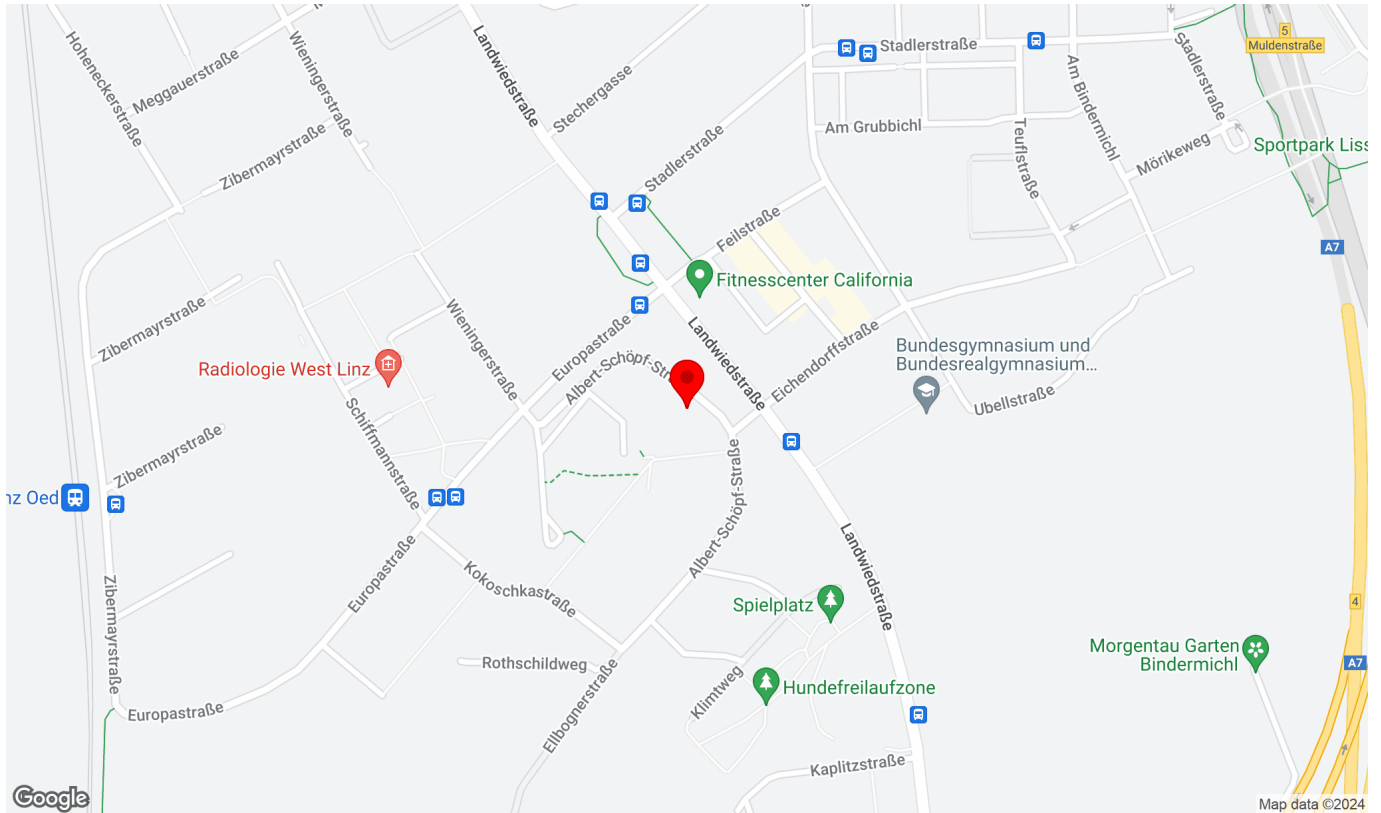 Hoheneckerstraße
Meggauerstraße
Wieningerstraße
Landwiedstraße
Stechergasse
Stadlerstraße
5
Muldenstraße
Stadlerstraße
Am Bindermichl
Am Grubbichl
Teuflstraße
Mörikeweg
Sportpark Liss
Zibermayrstraße
Stadlerstraße
Feilstraße
A7
Fitnesscenter California
Zibermayrstraße
Wieningerstraße
Europastraße
Landwiedstraße
Albert-Schöpf-Str
Eichendorffstraße
Bundesgymnasium und
Bundesrealgymnasium...
Radiologie West Linz
Ubellstraße
Schiffmannstraße
Zibermayrstraße
nz Oed
Albert-Schöpf-Straße
Landwiedstraße
Europastraße
Kokoschkastraße
Zibermayrstraße
Spielplatz
4
Morgentau Garten
Bindermichl
A7
Rothschildweg
Klimtweg
Hundefreilaufzone
Ellbognerstraße
Europastraße
Kaplitzstraße
Google
Map data ©2024